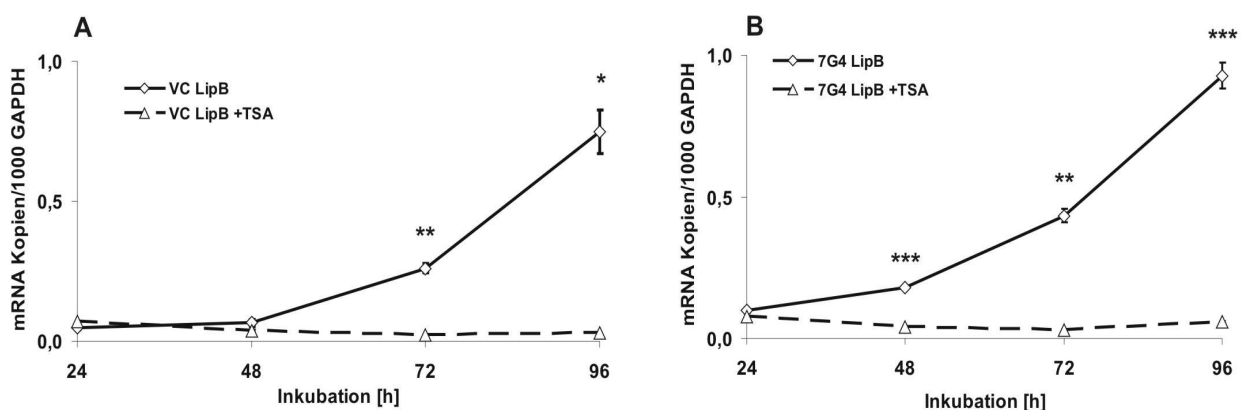 A
mRNA Kopien/1000 GAPDH
1,0
0,5
0,0
VC LipB
VC LipB +TSA
**
*
24 48 72 96
Inkubation [h]
B
mRNA Kopien/1000 GAPDH
1,0
0,5
0,0
7G4 LipB
7G4 LipB +TSA
***
**
***
24 48 72 96
Inkubation [h]